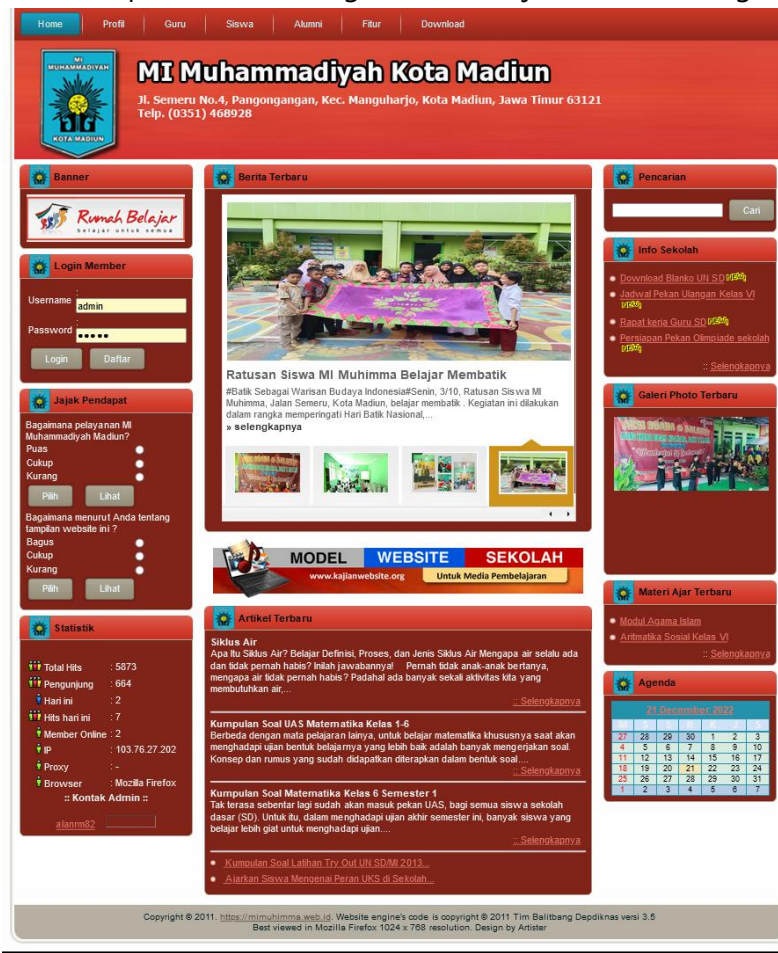 Home Profil Guru Siswa Alumni Fitur Download
MI
MUHAMMADIYAH
KOTA MADIUN
MI Muhammadiyah Kota Madiun
Jl. Semeru No.4, Pangongangan, Kec. Manguharjo, Kota Madiun, Jawa Timur 63121
Telp. (0351) 468928
Banner
Rumah Belajar
belajar untuk semua
Login Member
:
Username admin
:
Password •••••
Login Daftar
Jajak Pendapat
Bagaimana pelayanan MI
Muhammadiyah Madiun?
Puas
Cukup
Kurang
Pilih Lihat
Bagaimana menurut Anda tentang
tampilan website ini ?
Bagus
Cukup
Kurang
Pilih Lihat
Statistik
Total Hits : 5873
Pengunjung : 664
Hari ini : 2
Hits hari ini : 7
Member Online : 2
IP : 103.76.27.202
Proxy : -
Browser : Mozilla Firefox
:: Kontak Admin ::
alanrm82
Berita Terbaru
Ratusan Siswa MI Muhimma Belajar Membatik
#Batik Sebagai Warisan Budaya Indonesia#Senin, 3/10, Ratusan Siswa MI
Muhimma, Jalan Semeru, Kota Madiun, belajar membatik . Kegiatan ini dilakukan
dalam rangka memperingati Hari Batik Nasional,...
» selengkapnya
MODEL WEBSITE SEKOLAH
www.kajianwebsite.org Untuk Media Pembelajaran
Artikel Terbaru
Siklus Air
Apa Itu Siklus Air? Belajar Definisi, Proses, dan Jenis Siklus Air Mengapa air selalu ada
dan tidak pernah habis? Inilah jawabannya! Pernah tidak anak-anak bertanya,
mengapa air tidak pernah habis? Padahal ada banyak sekali aktivitas kita yang
membutuhkan air,...
:: Selengkapnya
Kumpulan Soal UAS Matematika Kelas 1-6
Berbeda dengan mata pelajaran lainya, untuk belajar matematika khususnya saat akan
menghadapi ujian bentuk belajarnya yang lebih baik adalah banyak mengerjakan soal.
Konsep dan rumus yang sudah didapatkan diterapkan dalam bentuk soal....
:: Selengkapnya
Kumpulan Soal Matematika Kelas 6 Semester 1
Tak terasa sebentar lagi sudah akan masuk pekan UAS, bagi semua siswa sekolah
dasar (SD). Untuk itu, dalam menghadapi ujian akhir semester ini, banyak siswa yang
belajar lebih giat untuk menghadapi ujian....
:: Selengkapnya
Kumpulan Soal Latihan Try Out UN SD/MI 2013...
Ajarkan Siswa Mengenai Peran UKS di Sekolah...
Pencarian
Cari
Info Sekolah
Download Blanko UN SD NEW
Jadwal Pekan Ulangan Kelas VI
NEW
Rapat kerja Guru SD NEW
Persiapan Pekan Olimpiade sekolah
NEW
:: Selengkapnya
Galeri Photo Terbaru
Materi Ajar Terbaru
Modul Agama Islam
Aritmatika Sosial Kelas VI
:: Selengkapnya
Agenda
21 December 2022
M S S R K J S
27 28 29 30 1 2 3
4 5 6 7 8 9 10
11 12 13 14 15 16 17
18 19 20 21 22 23 24
25 26 27 28 29 30 31
1 2 3 4 5 6 7
Copyright © 2011. https://mimuhimma.web.id. Website engine's code is copyright © 2011 Tim Balitbang Depdiknas versi 3.5
Best viewed in Mozilla Firefox 1024 x 768 resolution. Design by Artister